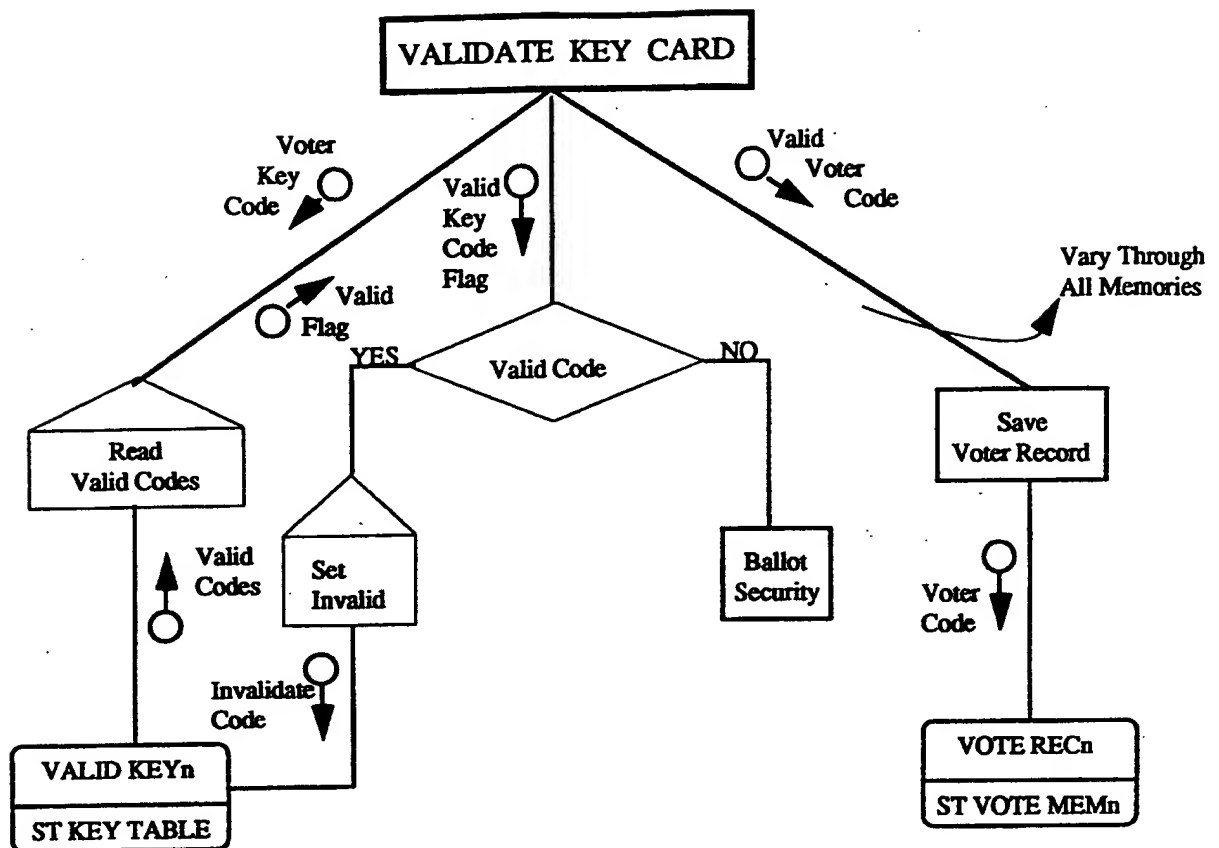 VALIDATE KEY CARD
Voter
Key
Code
Valid
Key
Code
Flag
Valid
Voter
Code
Vary Through
All Memories
Valid
Flag
YES
Valid Code
NO
Read
Valid Codes
Save
Voter Record
Valid
Codes
Set
Invalid
Ballot
Security
Voter
Code
Invalidate
Code
VALID KEYn
ST KEY TABLE
VOTE RECn
ST VOTE MEMn